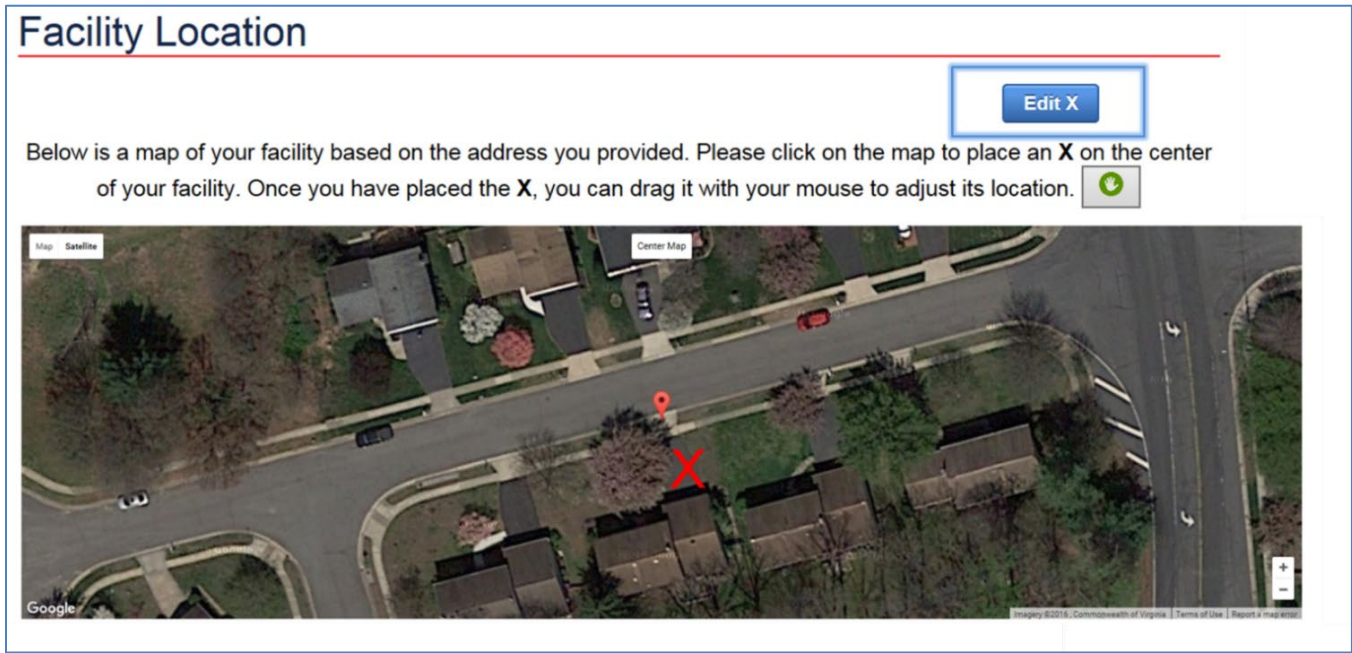 Facility Location
Edit X
Below is a map of your facility based on the address you provided. Please click on the map to place an X on the center
of your facility. Once you have placed the X, you can drag it with your mouse to adjust its location.
Map Satellite
Center Map
X
+
−
Google
Imagery ©2016 , Commonwealth of Virginia Terms of Use Report a map error